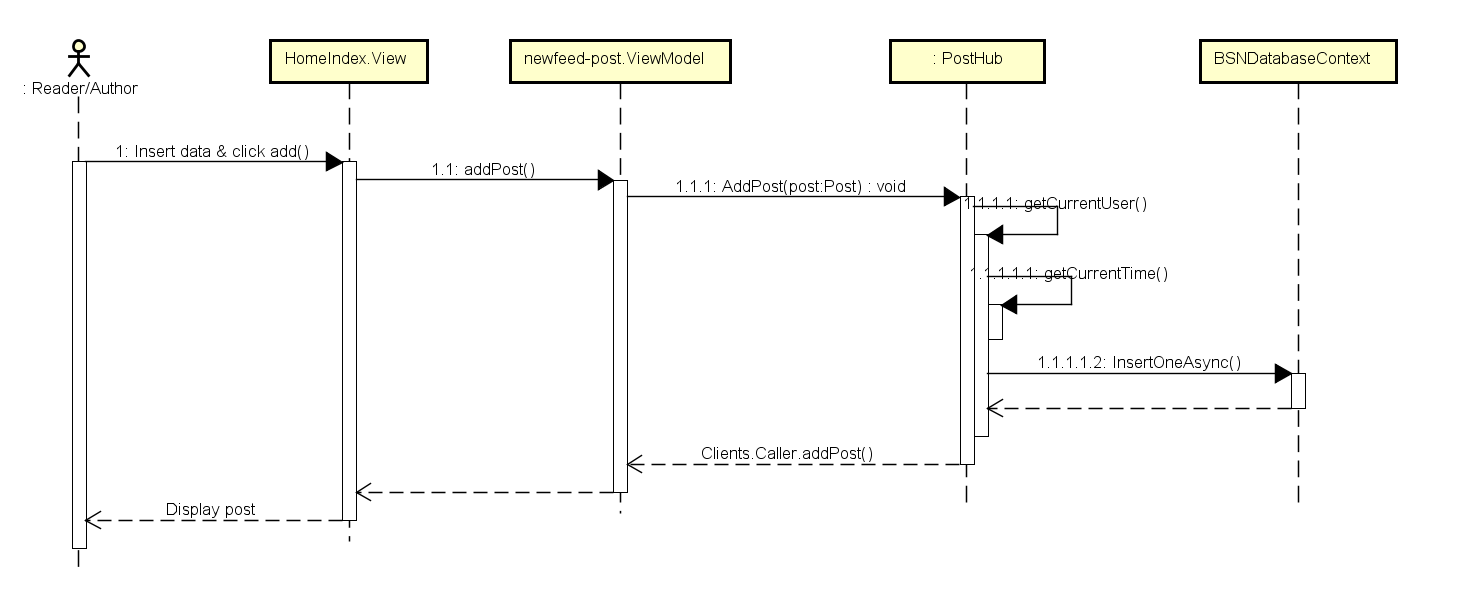 HomeIndex.View
newfeed-post.ViewModel
: PostHub
BSNDatabaseContext
: Reader/Author
1: Insert data & click add()
1.1: addPost()
1.1.1: AddPost(post:Post) : void
1.1.1.1: getCurrentUser()
1.1.1.1.1: getCurrentTime()
1.1.1.1.2: InsertOneAsync()
Clients.Caller.addPost()
Display post